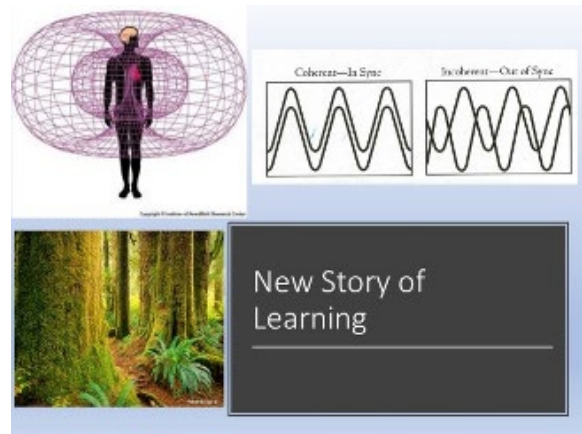 Coherent—In Sync
Incoherent—Out of Sync
New Story of
Learning